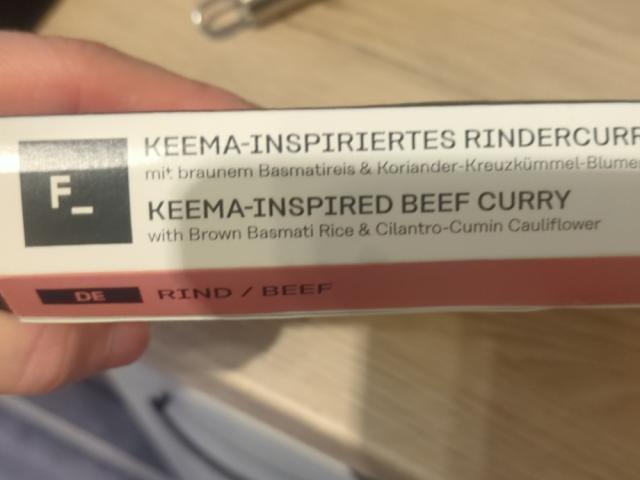 F_
KEEMA-INSPIRIERTES RINDERCURR
mit braunem Basmatireis & Koriander-Kreuzkümmel-Blume
KEEMA-INSPIRED BEEF CURRY
with Brown Basmati Rice & Cilantro-Cumin Cauliflower
DE RIND / BEEF